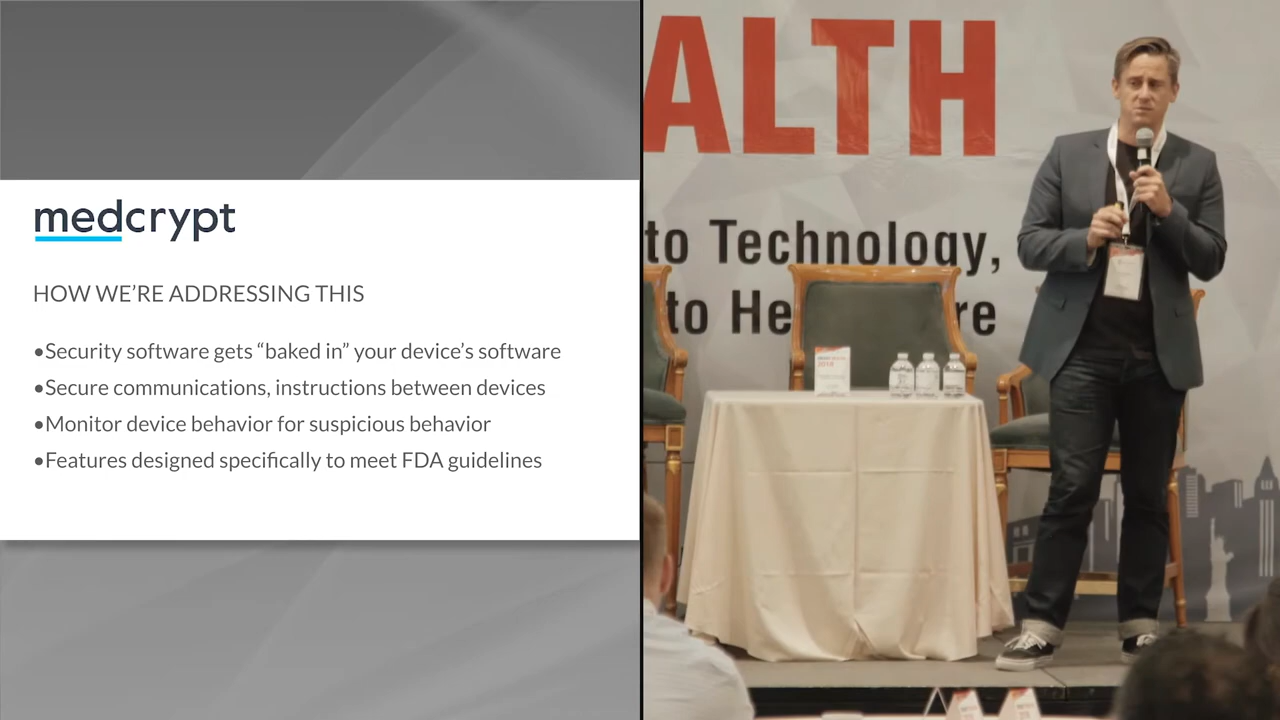 medcrypt
HOW WE’RE ADDRESSING THIS
•Security software gets “baked in” your device’s software
•Secure communications, instructions between devices
•Monitor device behavior for suspicious behavior
•Features designed specifically to meet FDA guidelines
ALTH
to Technology,
to He re